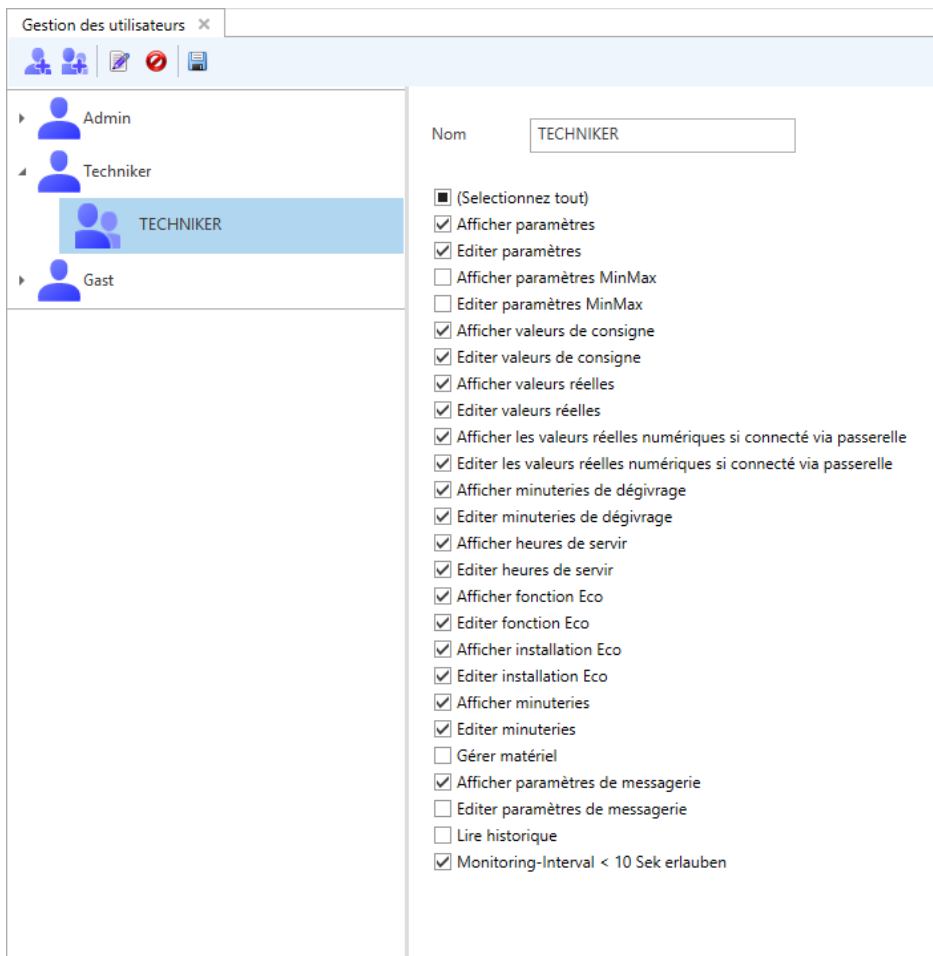 Gestion des utilisateurs
Admin
Techniker
TECHNIKER
Gast
Nom TECHNIKER
(Selectionnez tout)
Afficher paramètres
Editer paramètres
Afficher paramètres MinMax
Editer paramètres MinMax
Afficher valeurs de consigne
Editer valeurs de consigne
Afficher valeurs réelles
Editer valeurs réelles
Afficher les valeurs réelles numériques si connecté via passerelle
Editer les valeurs réelles numériques si connecté via passerelle
Afficher minuteries de dégivrage
Editer minuteries de dégivrage
Afficher heures de servir
Editer heures de servir
Afficher fonction Eco
Editer fonction Eco
Afficher installation Eco
Editer installation Eco
Afficher minuteries
Editer minuteries
Gérer matériel
Afficher paramètres de messagerie
Editer paramètres de messagerie
Lire historique
Monitoring-Interval < 10 Sek erlauben